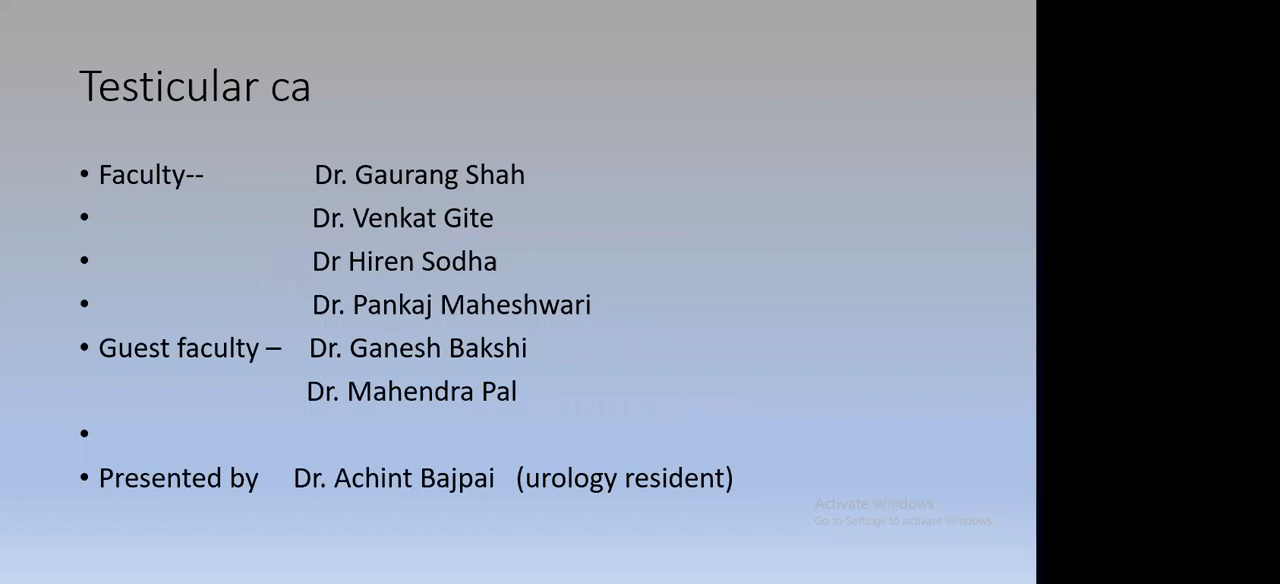 Testicular ca
• Faculty-- Dr. Gaurang Shah
• Dr. Venkat Gite
• Dr Hiren Sodha
• Dr. Pankaj Maheshwari
• Guest faculty – Dr. Ganesh Bakshi
Dr. Mahendra Pal
•
• Presented by Dr. Achint Bajpai (urology resident)
Activate Windows
Go to Settings to activate Windows.